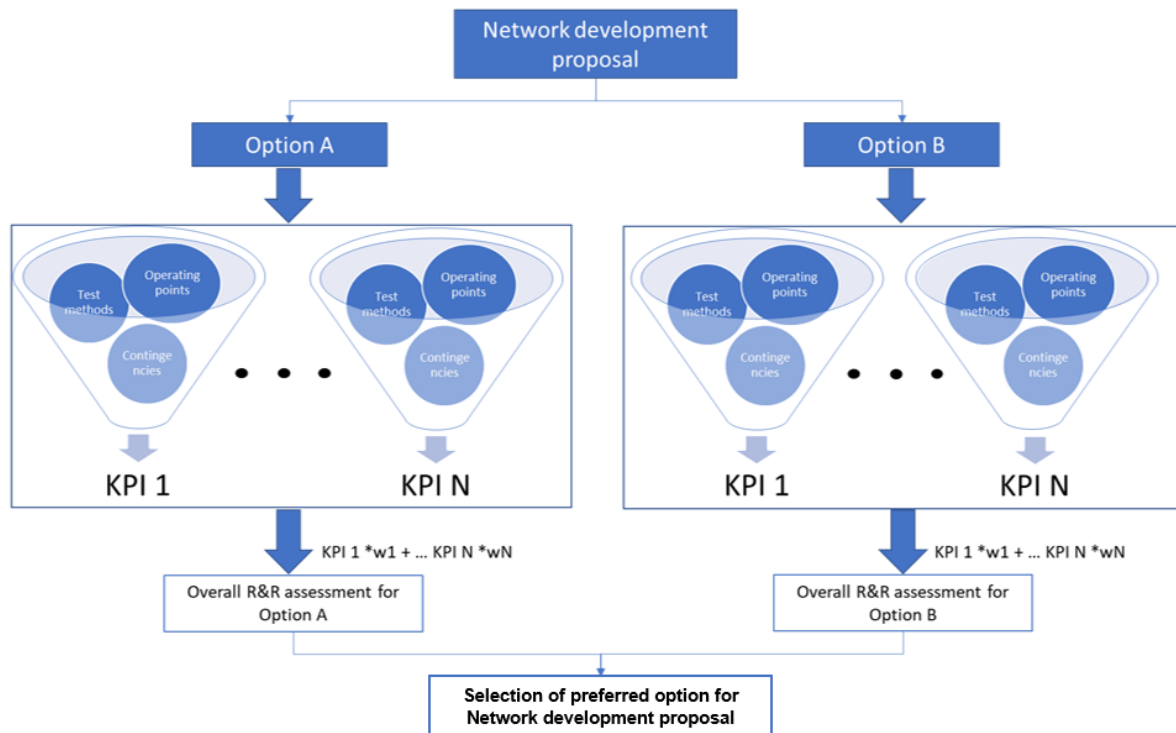 Network development
proposal
Option A
Option B
Test
methods
Operating
points
Continge
ncies
Test
methods
Operating
points
Continge
ncies
Test
methods
Operating
points
Continge
ncies
Test
methods
Operating
points
Continge
ncies
• • •
• • •
KPI 1
KPI N
KPI 1
KPI N
KPI 1 *w1 + ... KPI N *wN
KPI 1 *w1 + ... KPI N *wN
Overall R&R assessment for
Option A
Overall R&R assessment for
Option B
Selection of preferred option for
Network development proposal